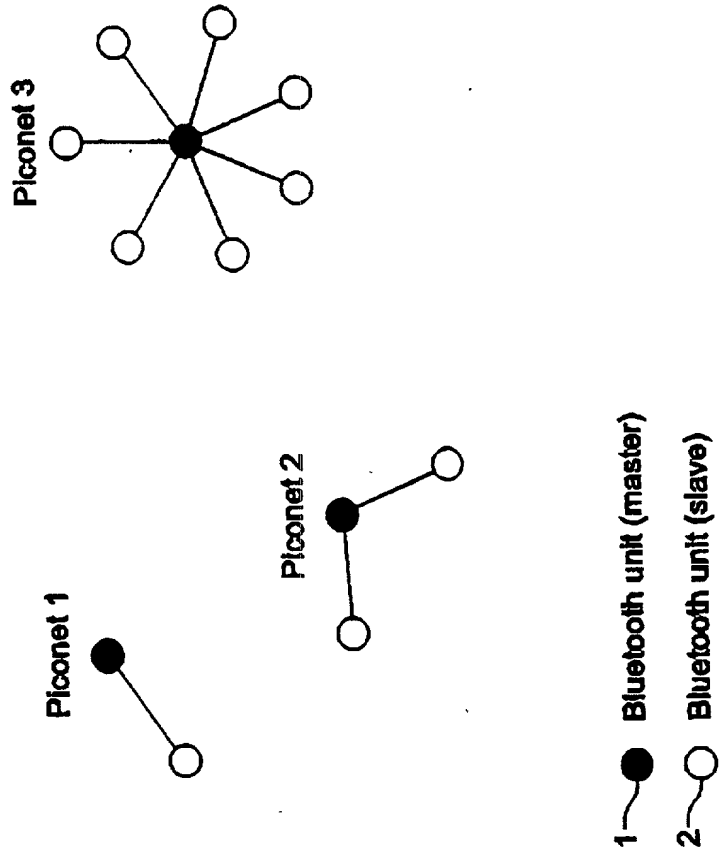 Piconet 1
Piconet 2
Piconet 3
1 Bluetooth unit (master)
2 Bluetooth unit (slave)